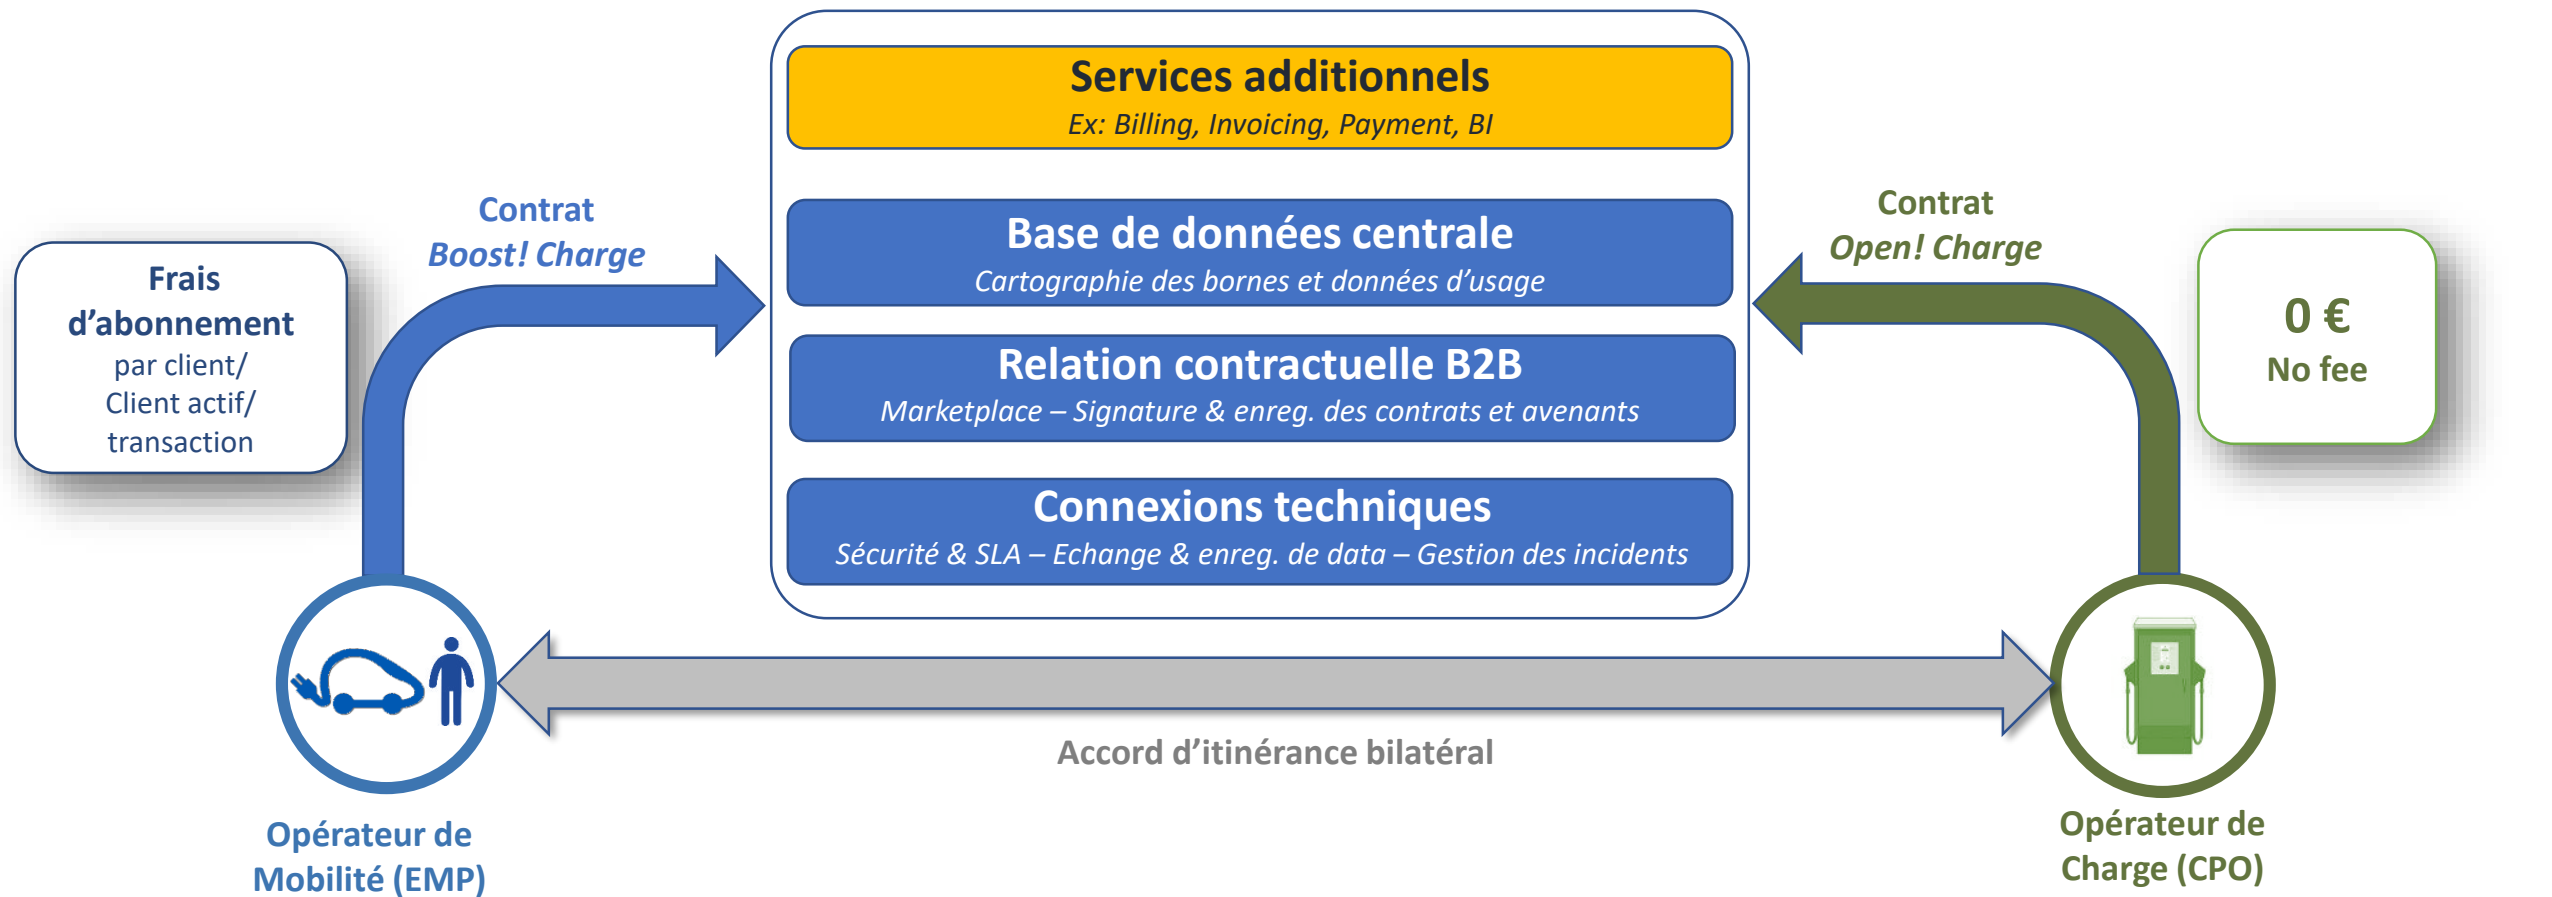 Services additionnels
Ex: Billing, Invoicing, Payment, BI
Contrat
Boost! Charge
Frais
d’abonnement
par client/
Client actif/
transaction
Base de données centrale
Cartographie des bornes et données d’usage
Relation contractuelle B2B
Marketplace – Signature & enreg. des contrats et avenants
Connexions techniques
Sécurité & SLA – Echange & enreg. de data – Gestion des incidents
Contrat
Open! Charge
0 €
No fee
Accord d’itinérance bilatéral
Opérateur de
Mobilité (EMP)
Opérateur de
Charge (CPO)